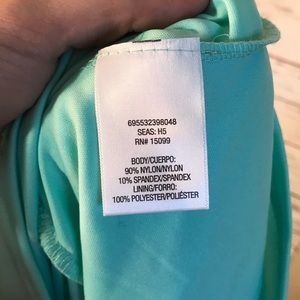 695532398048
SEAS: H5
RN# 15099
BODY/CUERPO:
90% NYLON/NYLON
10% SPANDEX/SPANDEX
LINING/FORRO:
100% POLYESTER/POLIÉSTER